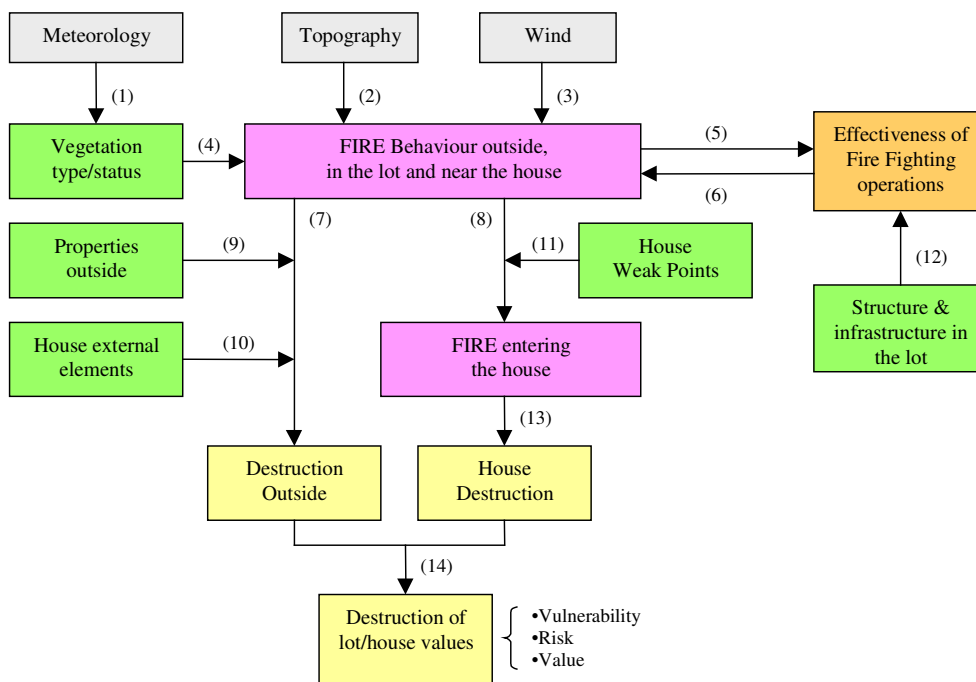 Meteorology
Topography
Wind
(1)
(2)
(3)
Vegetation
type/status
(4)
FIRE Behaviour outside,
in the lot and near the house
(5)
(6)
Effectiveness of
Fire Fighting
operations
(7)
(8)
Properties
outside
(9)
(11)
House
Weak Points
(12)
House external
elements
(10)
FIRE entering
the house
Structure &
infrastructure in
the lot
(13)
Destruction
Outside
House
Destruction
(14)
Destruction of
lot/house values
•Vulnerability
•Risk
•Value